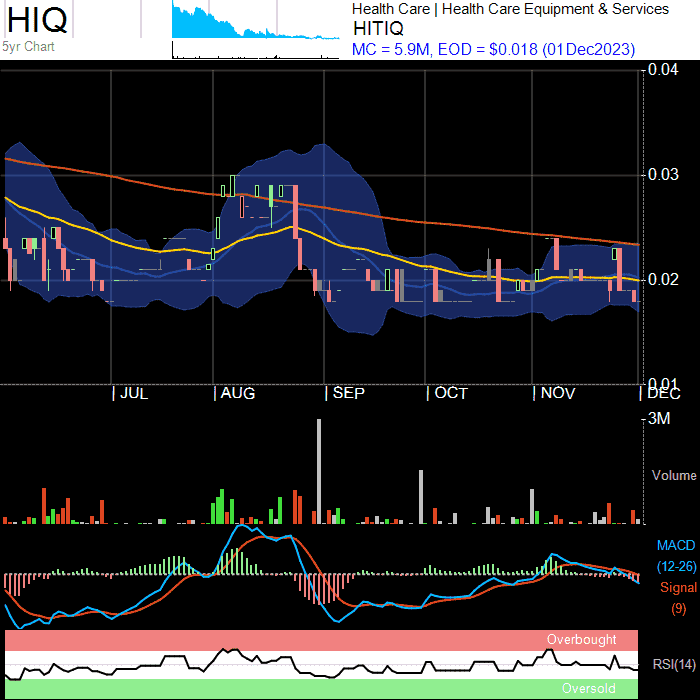 HIQ
5yr Chart
Health Care | Health Care Equipment & Services
HITIQ
MC = 5.9M, EOD = $0.018 (01Dec2023)
0.04
0.03
0.02
0.01
JUL
AUG
SEP
OCT
NOV
DEC
3M
Volume
MACD
(12-26)
Signal
(9)
Overbought
RSI(14)
Oversold